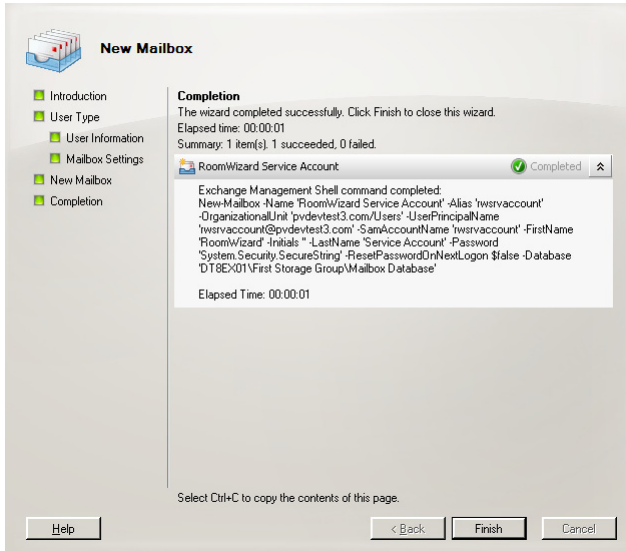 New Mailbox
Introduction
User Type
User Information
Mailbox Settings
New Mailbox
Completion
Completion
The wizard completed successfully. Click Finish to close this wizard.
Elapsed time: 00:00:01
Summary: 1 item(s). 1 succeeded, 0 failed.
RoomWizard Service Account
Completed
Exchange Management Shell command completed:
New-Mailbox -Name 'RoomWizard Service Account' -Alias 'rwsrvaccount'
-OrganizationalUnit 'pvdevtest3.com/Users' -UserPrincipalName
'rwsrvaccount@pvdevtest3.com' -SamAccountName 'rwsrvaccount' -FirstName
'RoomWizard' -Initials '' -LastName 'Service Account' -Password
'System.Security.SecureString' -ResetPasswordOnNextLogon $false -Database
'DT8EX01\First Storage Group\Mailbox Database'
Elapsed Time: 00:00:01
Select Ctrl+C to copy the contents of this page.
Help
< Back
Finish
Cancel